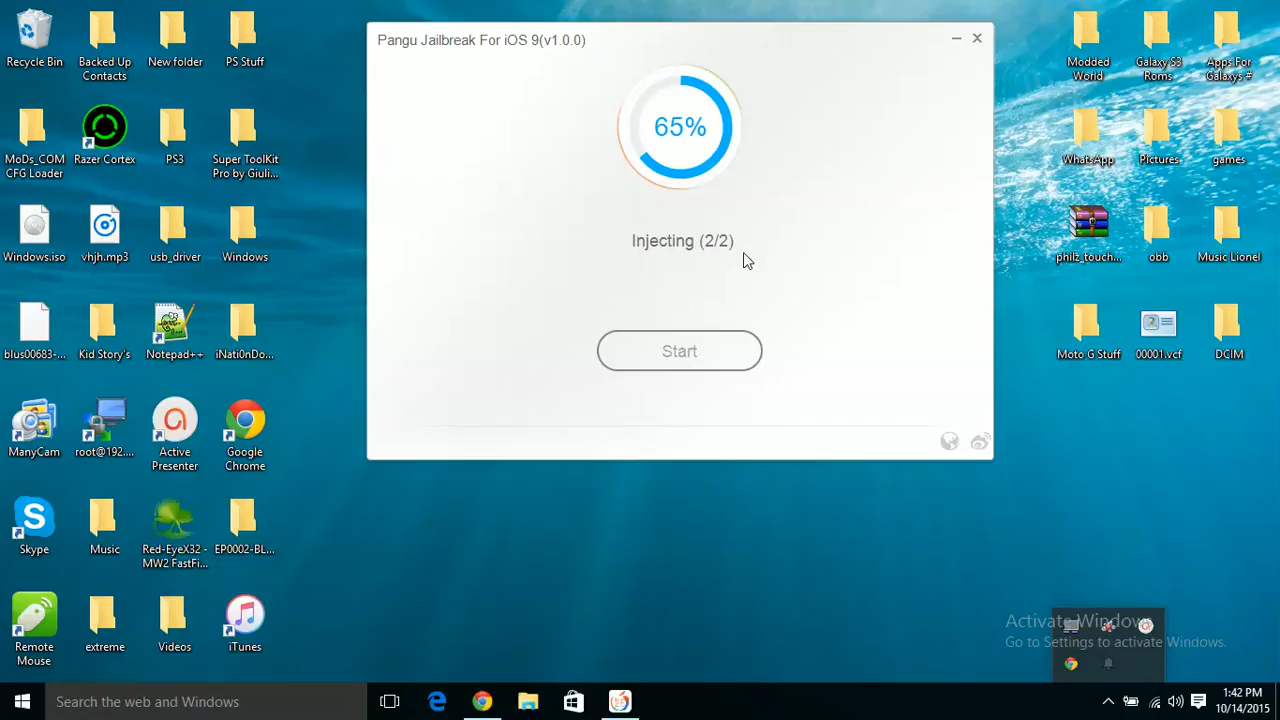 Recycle Bin
Backed Up
Contacts
New folder
PS Stuff
MoDs_COM
CFG Loader
Razer Cortex
PS3
Super ToolKit
Pro by Giuli...
Windows.iso
vhjh.mp3
usb_driver
Windows
blus00683-...
Kid Story's
Notepad++
iNati0nDo...
ManyCam
root@192....
Active
Presenter
Google
Chrome
Skype
Music
Red-EyeX32 -
MW2 FastFi...
EP0002-BL...
Remote
Mouse
extreme
Videos
iTunes
Pangu Jailbreak For iOS 9(v1.0.0)
65%
Injecting (2/2)
Start
Modded
World
Galaxy S3
Roms
Apps For
Galaxys #
WhatsApp
Pictures
games
philz_touch...
obb
Music Lionel
Moto G Stuff
00001.vcf
DCIM
Activate Windows
Go to Settings to activate Windows.
Search the web and Windows
1:42 PM
10/14/2015